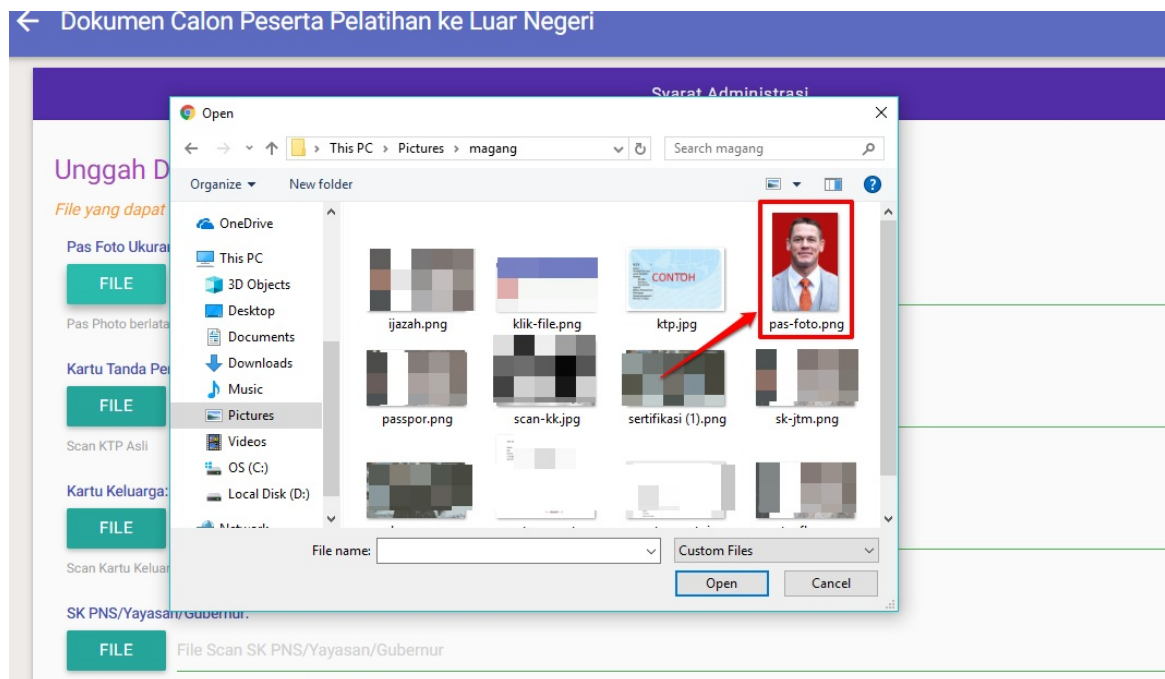 Dokumen Calon Peserta Pelatihan ke Luar Negeri
Syarat Administrasi
Open
This PC > Pictures > magang
Search magang
Organize
New folder
OneDrive
This PC
3D Objects
Desktop
Documents
Downloads
Music
Pictures
Videos
OS (C:)
Local Disk (D:)
Network
CONTOH
ijazah.png
klik-file.png
ktp.jpg
pas-foto.png
passpor.png
scan-kk.jpg
sertifikasi (1).png
sk-jtm.png
File name:
Custom Files
Open
Cancel
Unggah D
File yang dapat
Pas Foto Ukura
FILE
Pas Photo berlata
Kartu Tanda Pe
FILE
Scan KTP Asli
Kartu Keluarga:
FILE
Scan Kartu Keluar
SK PNS/Yayasan/Gubernur:
FILE
File Scan SK PNS/Yayasan/Gubernur